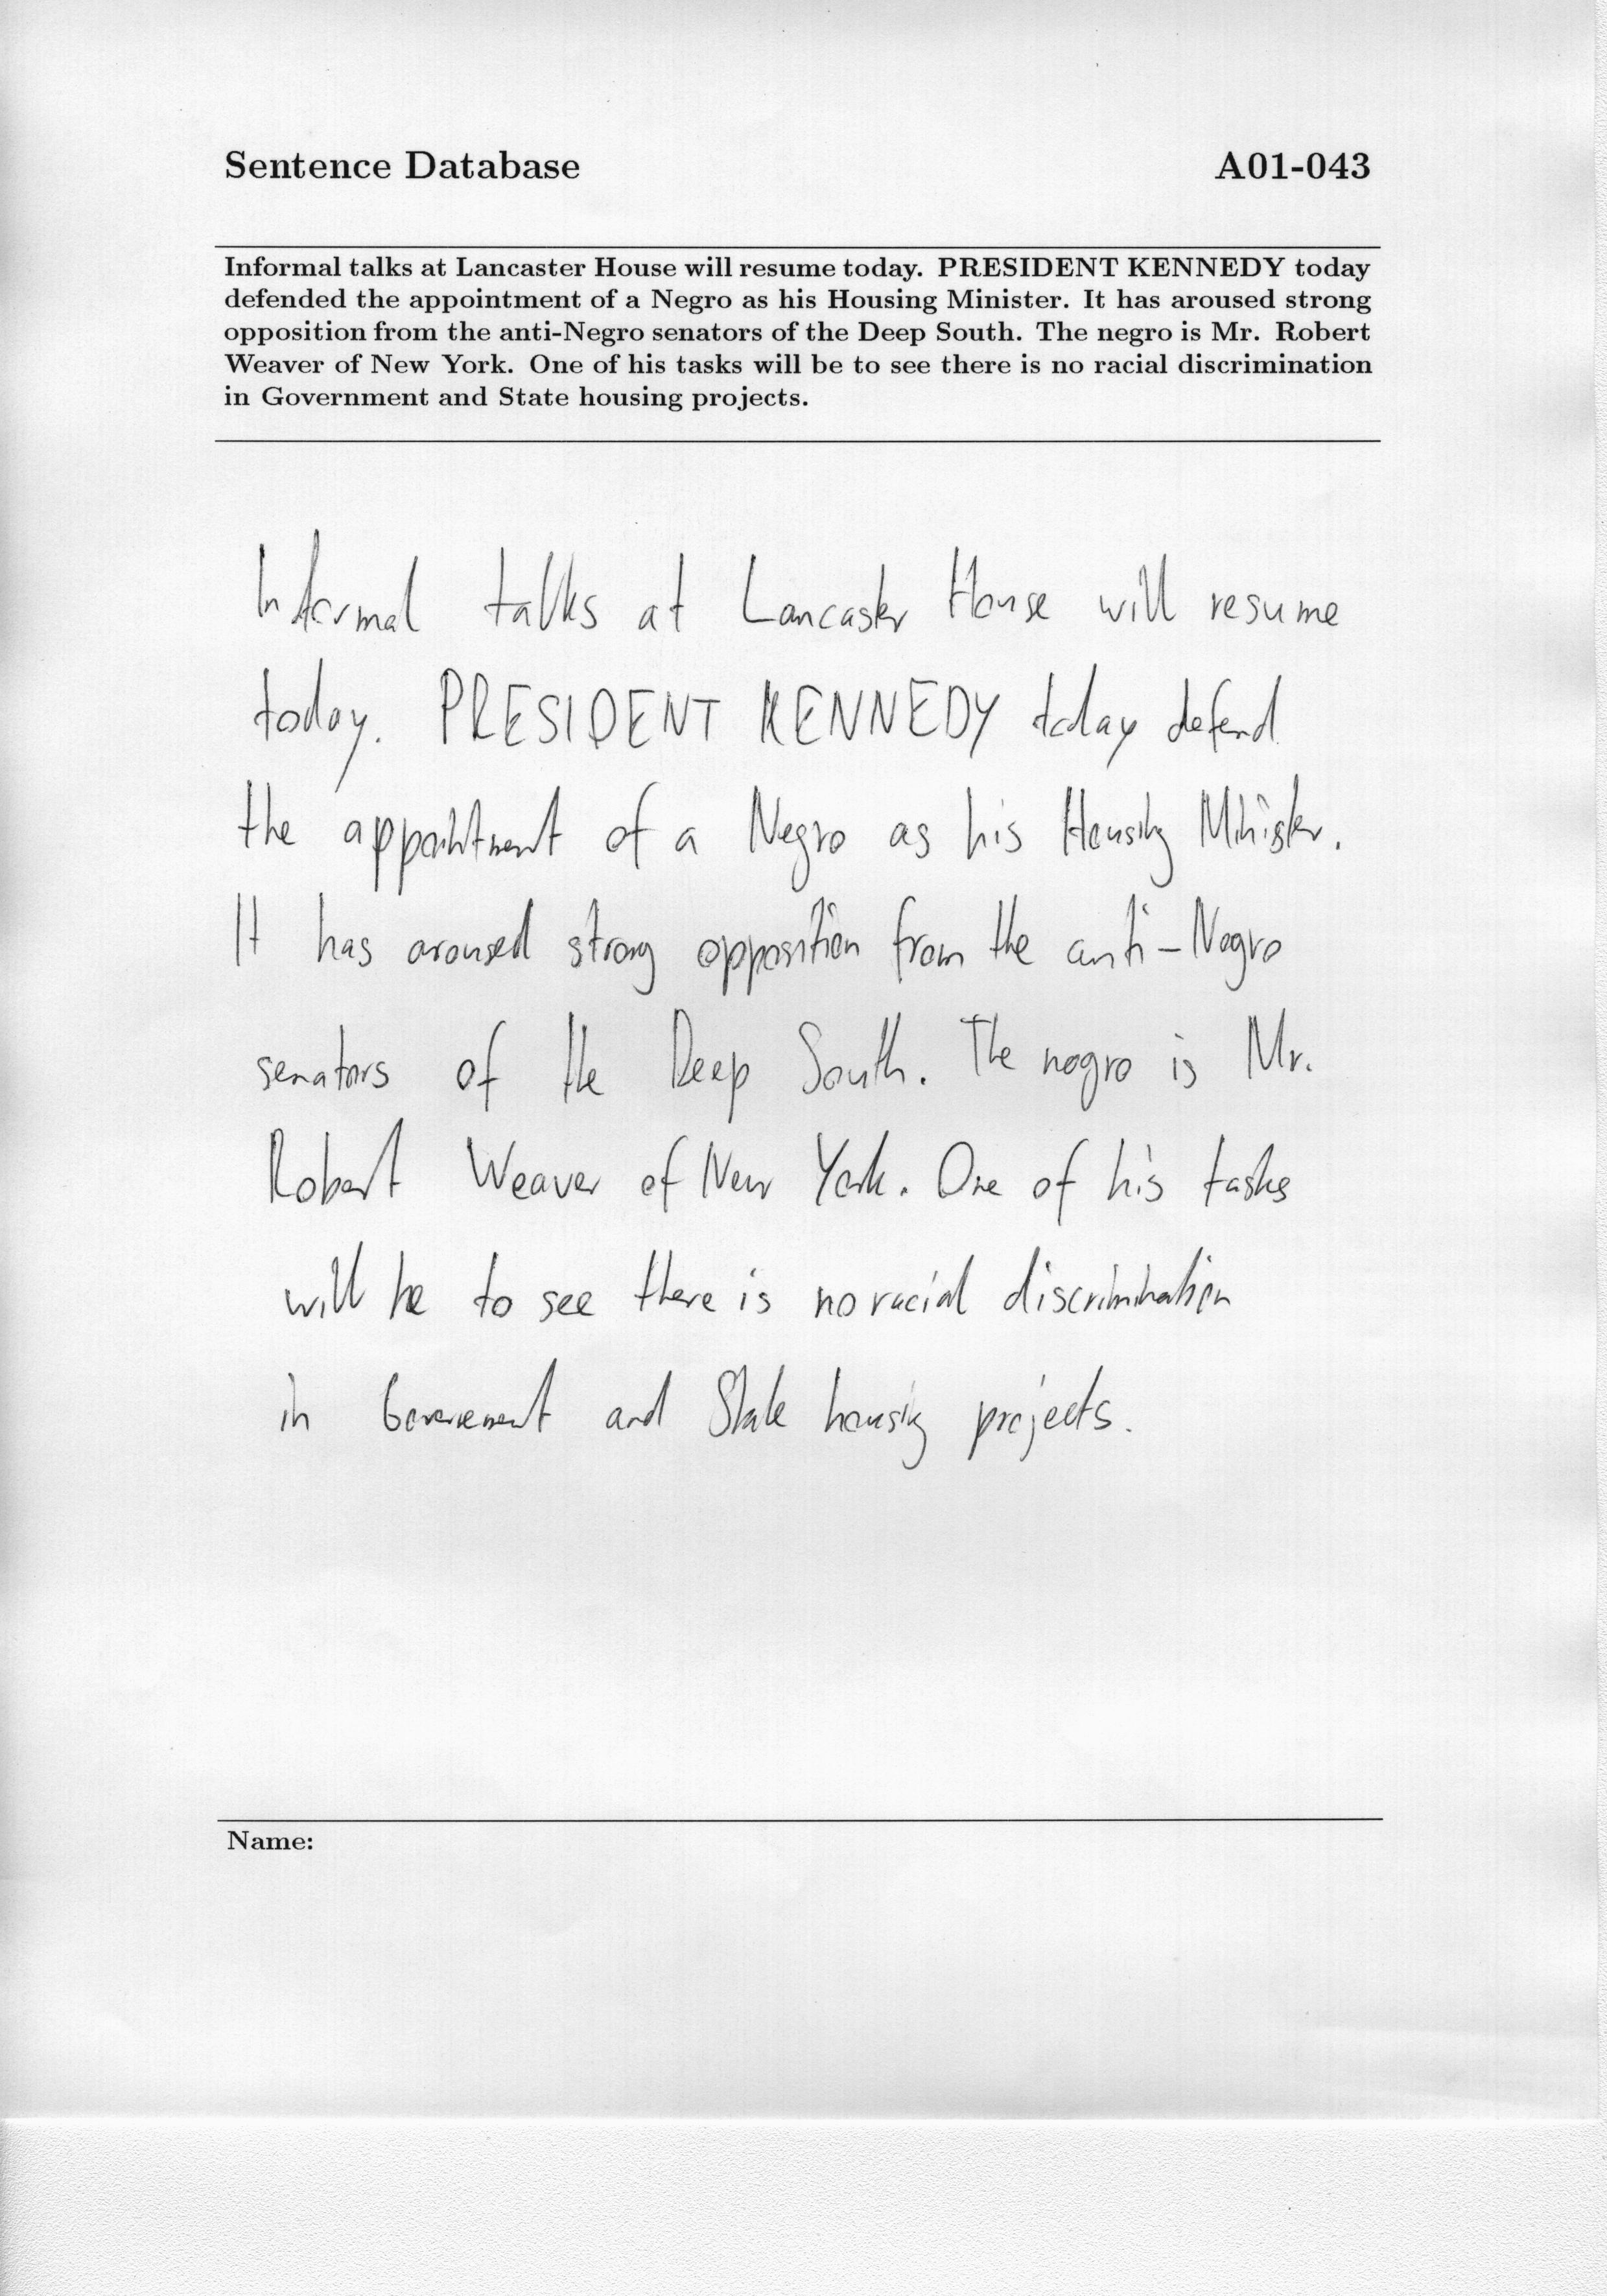 Sentence Database A01-043
Informal talks at Lancaster House will resume today. PRESIDENT KENNEDY today
defended the appointment of a Negro as his Housing Minister. It has aroused strong
opposition from the anti-Negro senators of the Deep South. The negro is Mr. Robert
Weaver of New York. One of his tasks will be to see there is no racial discrimination
in Government and State housing projects.
Informal talks at Lancaster House will resume
today. PRESIDENT KENNEDY today defend
the appointment of a Negro as his Housing Minister.
It has aroused strong opposition from the anti-Negro
senators of the Deep South. The negro is Mr.
Robert Weaver of New York. One of his tasks
will be to see there is no racial discrimination
in Government and State housing projects.
Name: